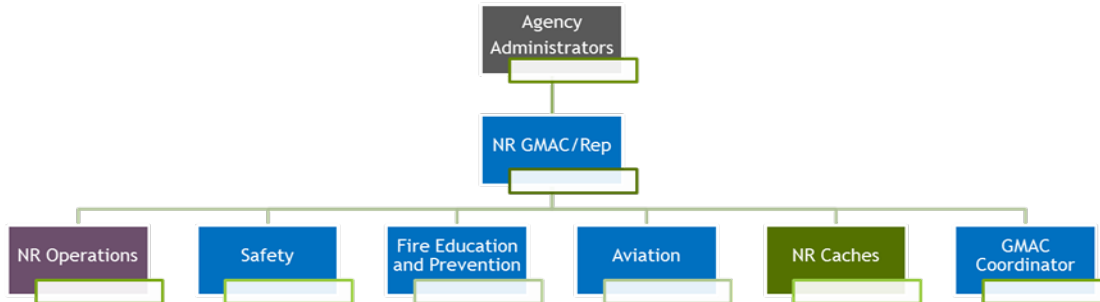 Agency
Administrators
NR GMAC/Rep
NR Operations
Safety
Fire Education
and Prevention
Aviation
NR Caches
GMAC
Coordinator